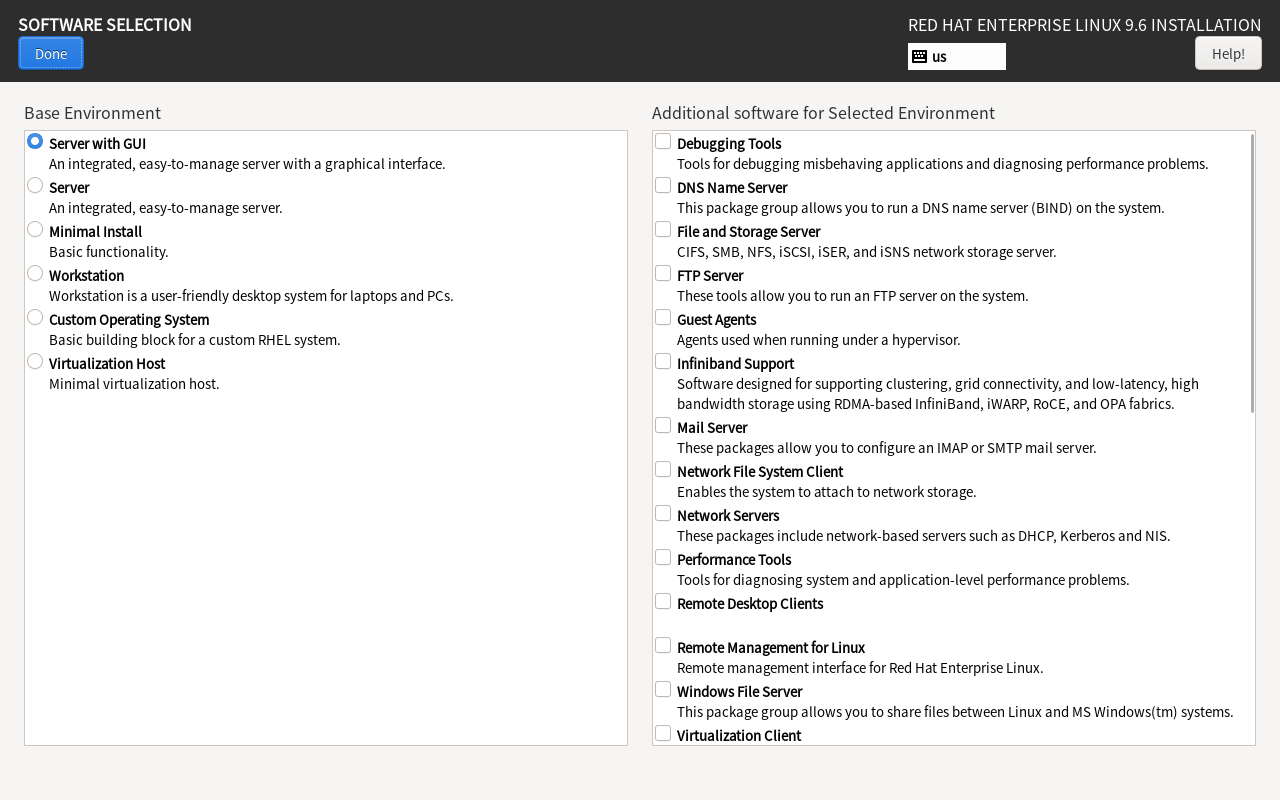 SOFTWARE SELECTION
Done
RED HAT ENTERPRISE LINUX 9.6 INSTALLATION
us
Help!
Base Environment
Server with GUI
An integrated, easy-to-manage server with a graphical interface.
Server
An integrated, easy-to-manage server.
Minimal Install
Basic functionality.
Workstation
Workstation is a user-friendly desktop system for laptops and PCs.
Custom Operating System
Basic building block for a custom RHEL system.
Virtualization Host
Minimal virtualization host.
Additional software for Selected Environment
Debugging Tools
Tools for debugging misbehaving applications and diagnosing performance problems.
DNS Name Server
This package group allows you to run a DNS name server (BIND) on the system.
File and Storage Server
CIFS, SMB, NFS, iSCSI, iSER, and iSNS network storage server.
FTP Server
These tools allow you to run an FTP server on the system.
Guest Agents
Agents used when running under a hypervisor.
Infiniband Support
Software designed for supporting clustering, grid connectivity, and low-latency, high
bandwidth storage using RDMA-based InfiniBand, iWARP, RoCE, and OPA fabrics.
Mail Server
These packages allow you to configure an IMAP or SMTP mail server.
Network File System Client
Enables the system to attach to network storage.
Network Servers
These packages include network-based servers such as DHCP, Kerberos and NIS.
Performance Tools
Tools for diagnosing system and application-level performance problems.
Remote Desktop Clients
Remote Management for Linux
Remote management interface for Red Hat Enterprise Linux.
Windows File Server
This package group allows you to share files between Linux and MS Windows(tm) systems.
Virtualization Client